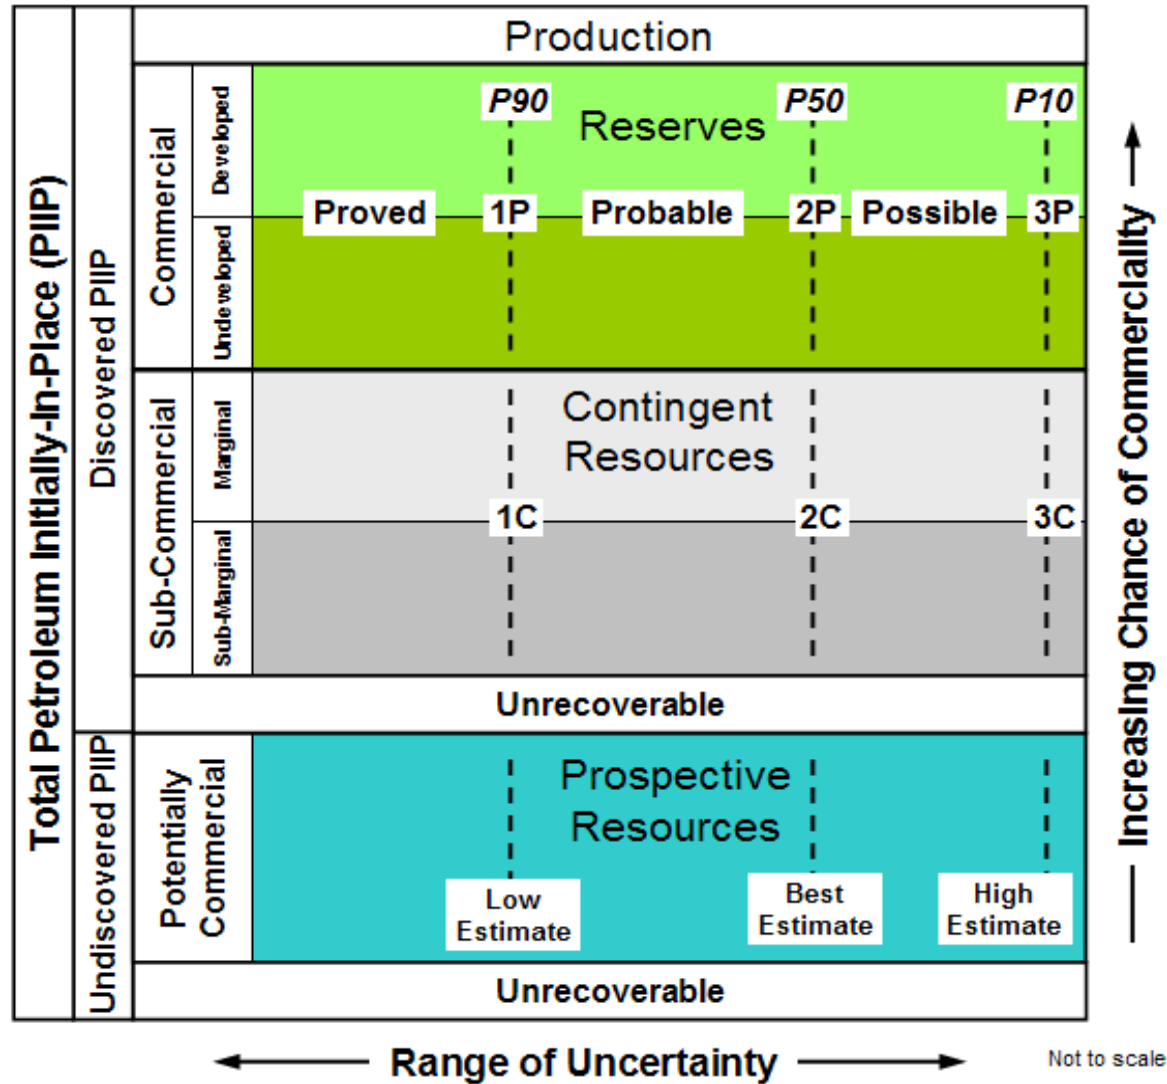 Production
Total Petroleum Initially-In-Place (PIIP)
Discovered PIIP
Commercial
Developed
P90
P50
P10
Reserves
Proved
1P
Probable
2P
Possible
3P
Undeveloped
Sub-Commercial
Marginal
Contingent
Resources
1C
2C
3C
Sub-Marginal
Unrecoverable
Undiscovered PIIP
Potentially
Commercial
Prospective
Resources
Low
Estimate
Best
Estimate
High
Estimate
Unrecoverable
Increasing Chance of Commerciality
Range of Uncertainty
Not to scale